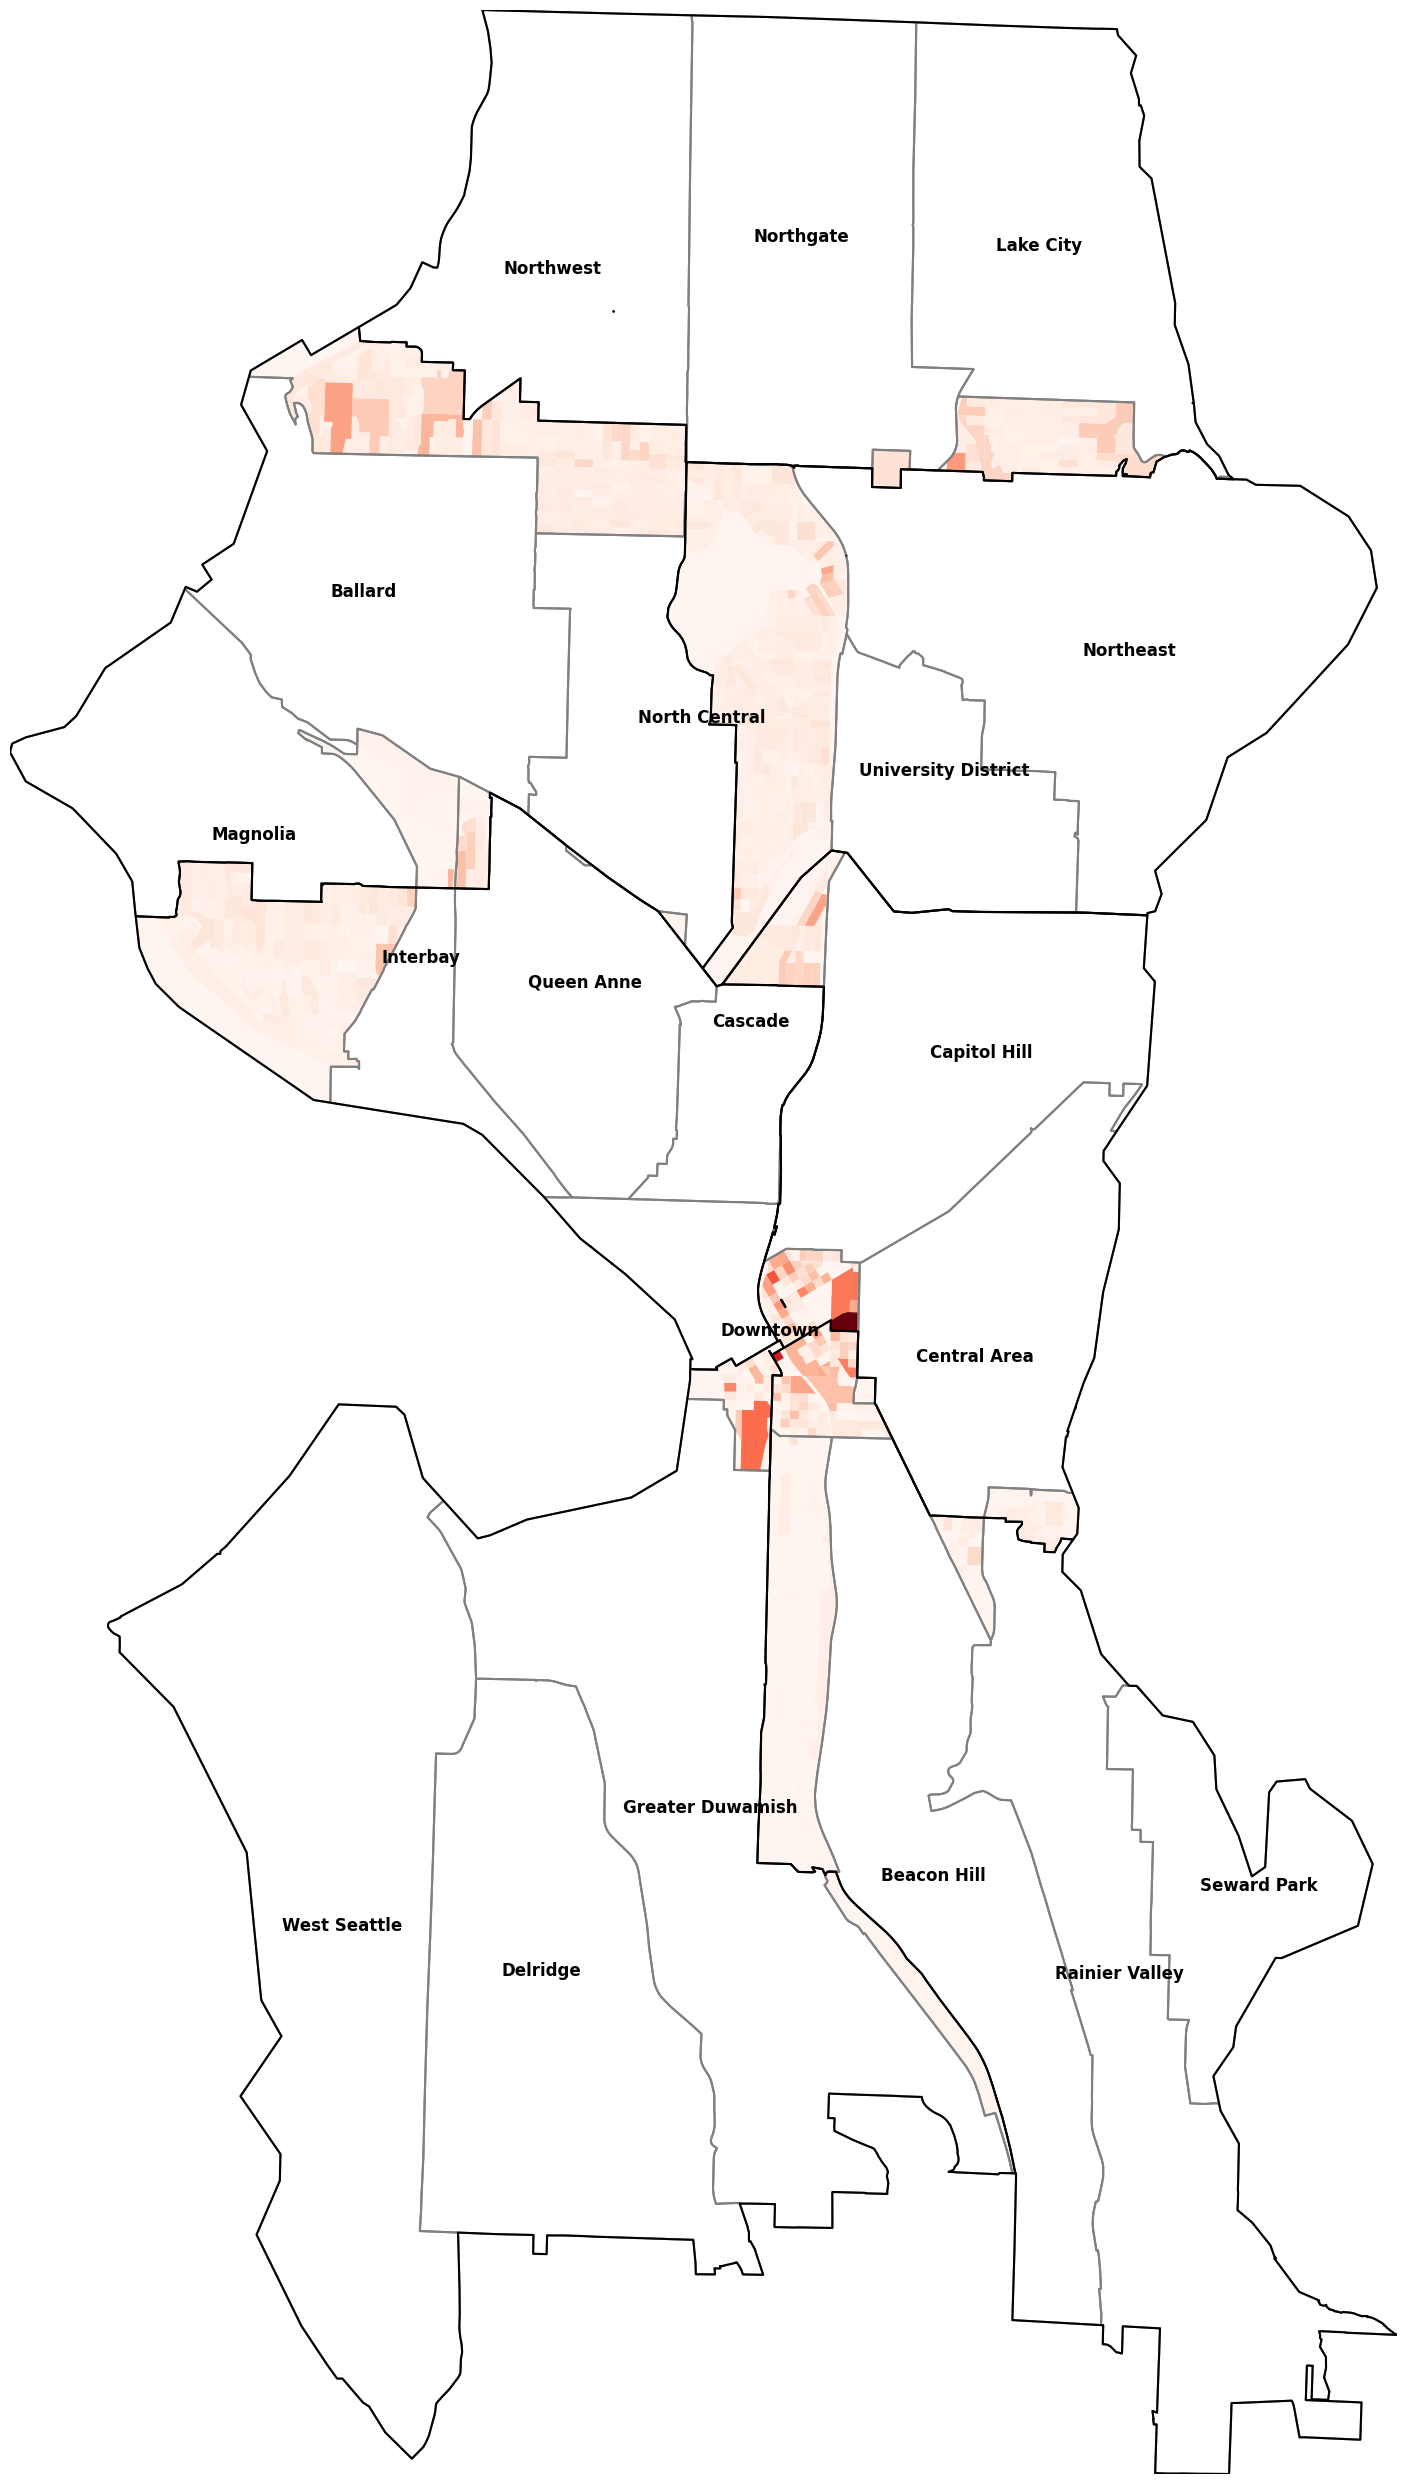 Northgate
Lake City
Northwest
Ballard
Northeast
North Central
University District
Magnolia
Interbay
Queen Anne
Cascade
Capitol Hill
Downtown
Central Area
Greater Duwamish
Beacon Hill
Seward Park
West Seattle
Delridge
Rainier Valley